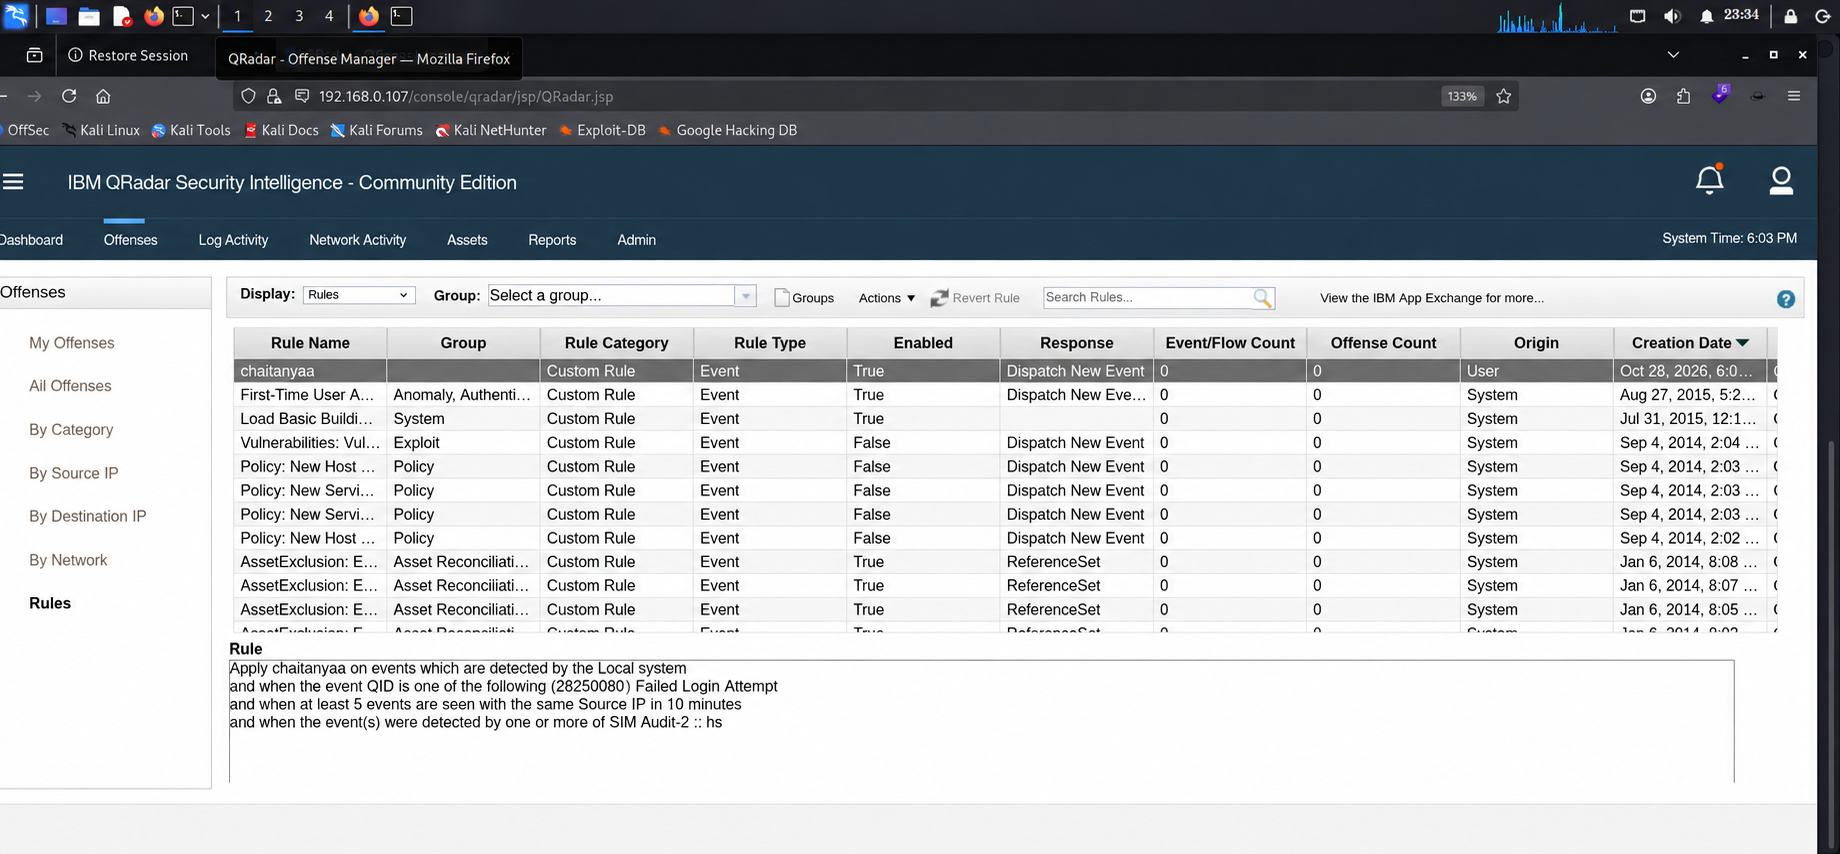 1 2 3 4 23:34
Restore Session
QRadar - Offense Manager — Mozilla Firefox
192.168.0.107/console/qradar/jsp/QRadar.jsp 133% 6
OffSec Kali Linux Kali Tools Kali Docs Kali Forums Kali NetHunter Exploit-DB Google Hacking DB
IBM QRadar Security Intelligence - Community Edition
Dashboard Offenses Log Activity Network Activity Assets Reports Admin System Time: 6:03 PM
Offenses
My Offenses
All Offenses
By Category
By Source IP
By Destination IP
By Network
Rules
Display: Rules Group: Select a group... Groups Actions ▼ Revert Rule Search Rules... View the IBM App Exchange for more... ?
Rule Name Group Rule Category Rule Type Enabled Response Event/Flow Count Offense Count Origin Creation Date
chaitanyaa Custom Rule Event True Dispatch New Event 0 0 User Oct 28, 2026, 6:0...
First-Time User A... Anomaly, Authenti... Custom Rule Event True Dispatch New Eve... 0 0 System Aug 27, 2015, 5:2...
Load Basic Buildi... System Custom Rule Event True 0 0 System Jul 31, 2015, 12:1...
Vulnerabilities: Vul... Exploit Custom Rule Event False Dispatch New Event 0 0 System Sep 4, 2014, 2:04 ...
Policy: New Host ... Policy Custom Rule Event False Dispatch New Event 0 0 System Sep 4, 2014, 2:03 ...
Policy: New Servi... Policy Custom Rule Event False Dispatch New Event 0 0 System Sep 4, 2014, 2:03 ...
Policy: New Servi... Policy Custom Rule Event False Dispatch New Event 0 0 System Sep 4, 2014, 2:03 ...
Policy: New Host ... Policy Custom Rule Event False Dispatch New Event 0 0 System Sep 4, 2014, 2:02 ...
AssetExclusion: E... Asset Reconciliati... Custom Rule Event True ReferenceSet 0 0 System Jan 6, 2014, 8:08 ...
AssetExclusion: E... Asset Reconciliati... Custom Rule Event True ReferenceSet 0 0 System Jan 6, 2014, 8:07 ...
AssetExclusion: E... Asset Reconciliati... Custom Rule Event True ReferenceSet 0 0 System Jan 6, 2014, 8:05 ...
Rule
Apply chaitanyaa on events which are detected by the Local system
and when the event QID is one of the following (28250080) Failed Login Attempt
and when at least 5 events are seen with the same Source IP in 10 minutes
and when the event(s) were detected by one or more of SIM Audit-2 :: hs